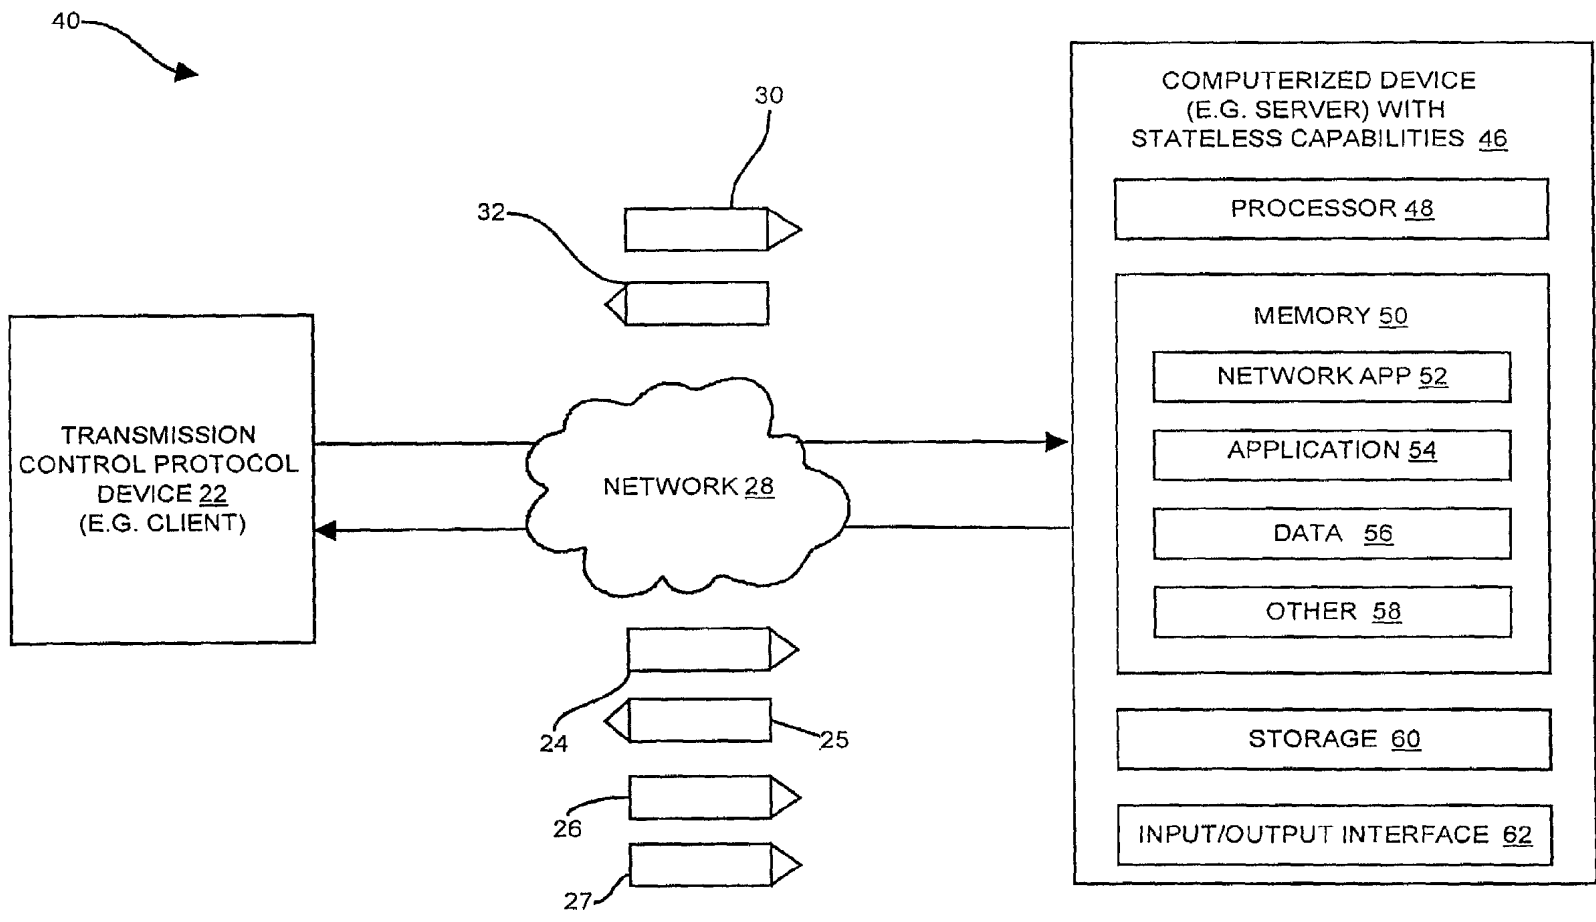 40
30
32
TRANSMISSION
CONTROL PROTOCOL
DEVICE 22
(E.G. CLIENT)
NETWORK 28
24
25
26
27
COMPUTERIZED DEVICE
(E.G. SERVER) WITH
STATELESS CAPABILITIES 46
PROCESSOR 48
MEMORY 50
NETWORK APP 52
APPLICATION 54
DATA 56
OTHER 58
STORAGE 60
INPUT/OUTPUT INTERFACE 62